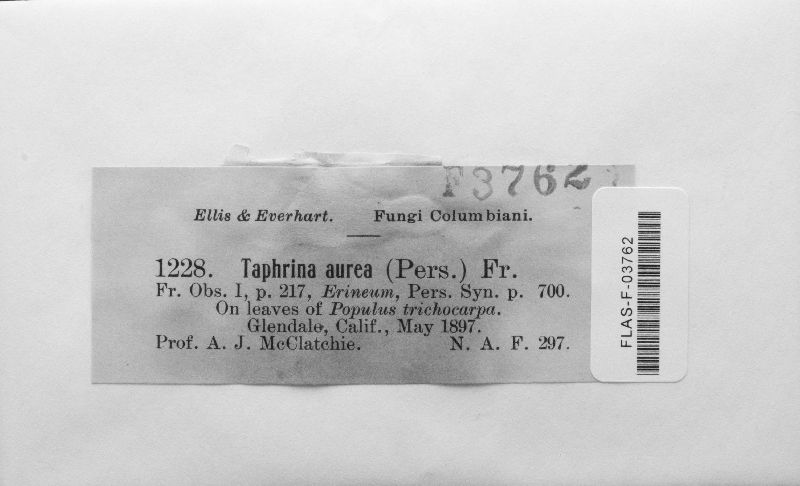 F3762
Ellis & Everhart. Fungi Columbiani.
1228. Taphrina aurea (Pers.) Fr.
Fr. Obs. I, p. 217, Erineum, Pers. Syn. p. 700.
On leaves of Populus trichocarpa.
Glendale, Calif., May 1897.
Prof. A. J. McClatchie. N. A. F. 297.
FLAS-F-03762